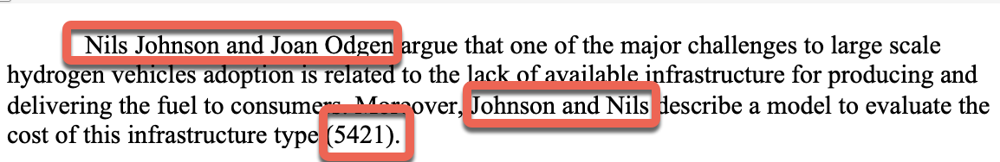 Nils Johnson and Joan Odgen argue that one of the major challenges to large scale
hydrogen vehicles adoption is related to the lack of available infrastructure for producing and
delivering the fuel to consumers. Moreover, Johnson and Nils describe a model to evaluate the
cost of this infrastructure type (5421).